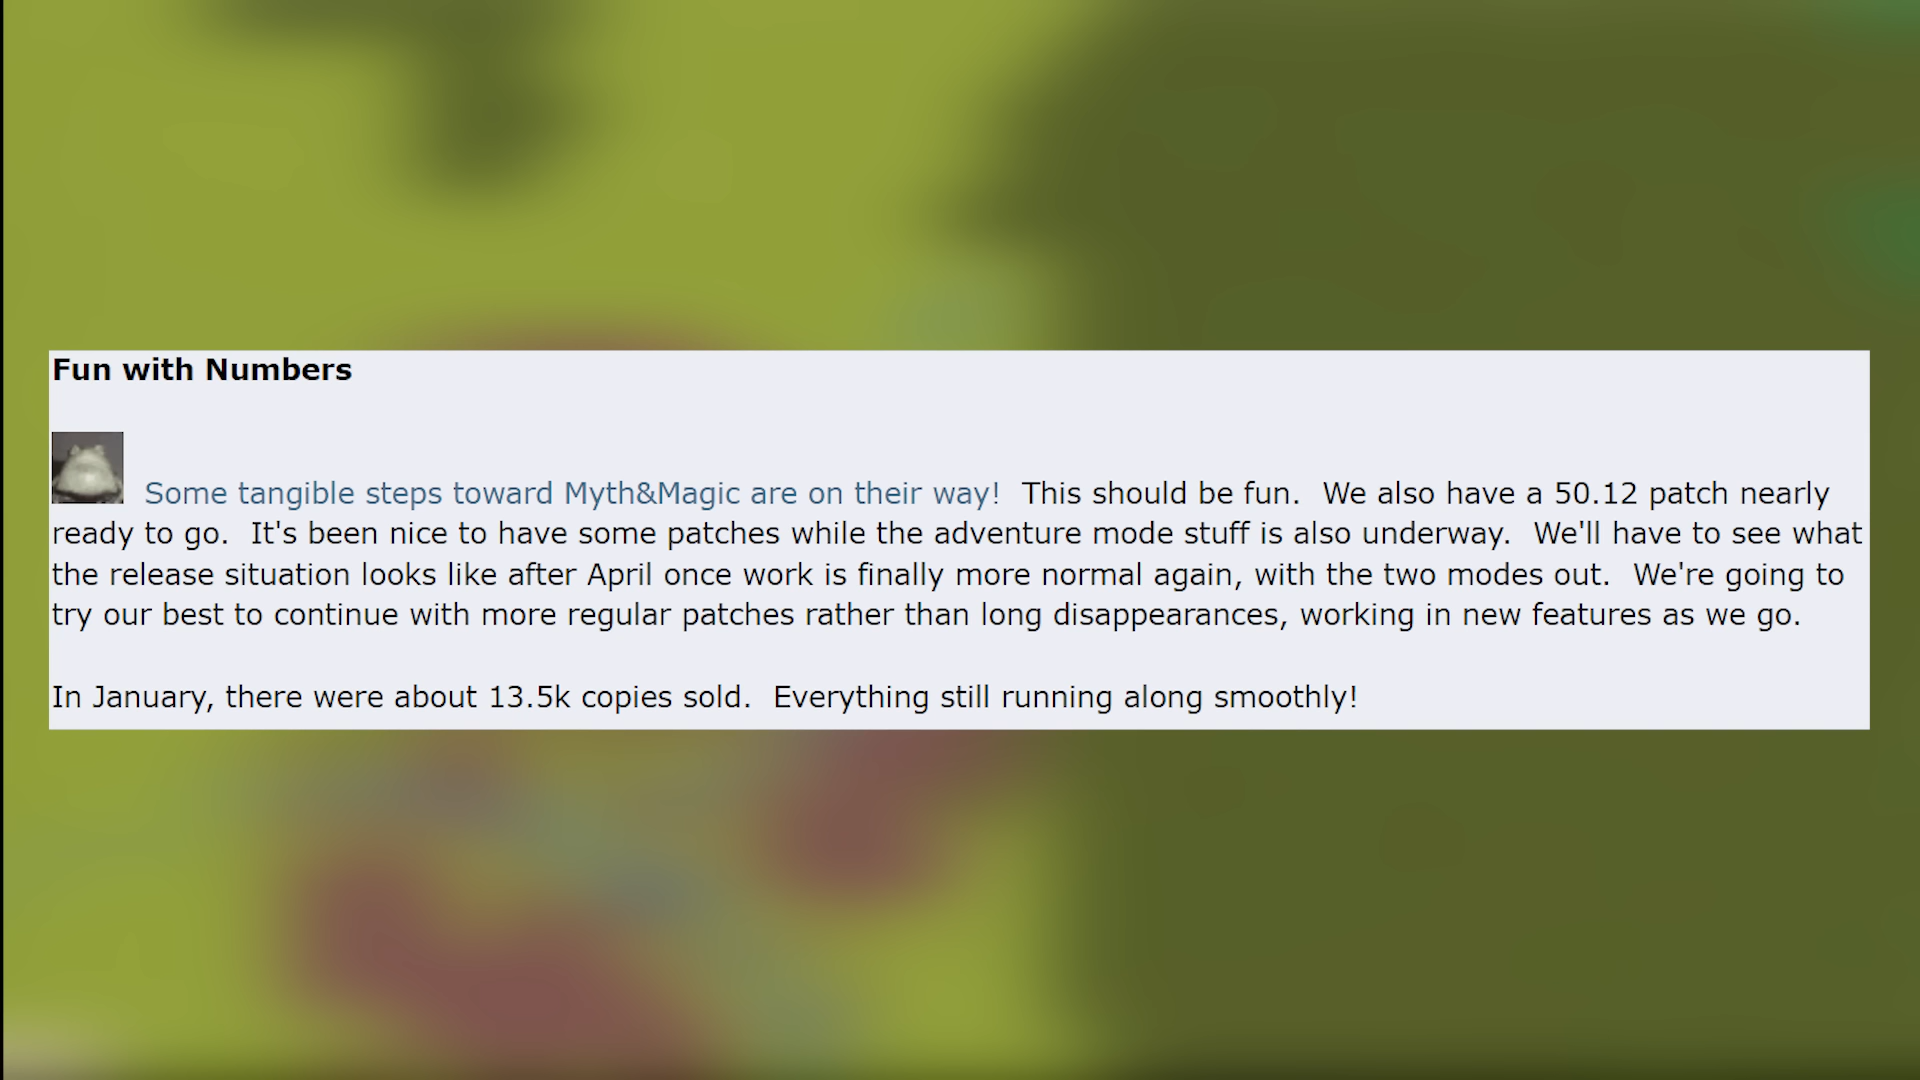 Fun with Numbers
Some tangible steps toward Myth&Magic are on their way!  This should be fun.  We also have a 50.12 patch nearly
ready to go.  It's been nice to have some patches while the adventure mode stuff is also underway.  We'll have to see what
the release situation looks like after April once work is finally more normal again, with the two modes out.  We're going to
try our best to continue with more regular patches rather than long disappearances, working in new features as we go.
In January, there were about 13.5k copies sold.  Everything still running along smoothly!